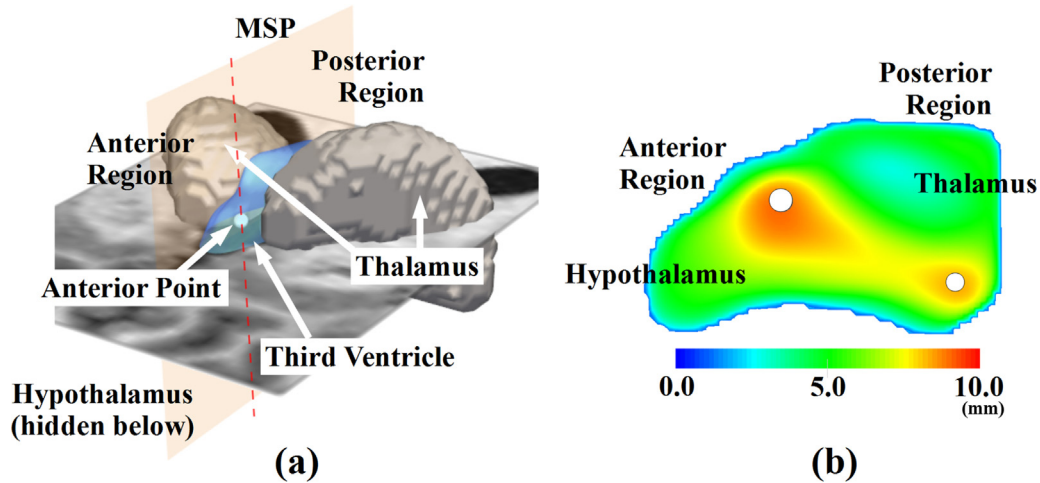 MSP
Posterior
Region
Anterior
Region
Thalamus
Anterior Point
Third Ventricle
Hypothalamus
(hidden below)
(a)
Posterior
Region
Anterior
Region
Thalamus
Hypothalamus
0.0
5.0
10.0
(mm)
(b)